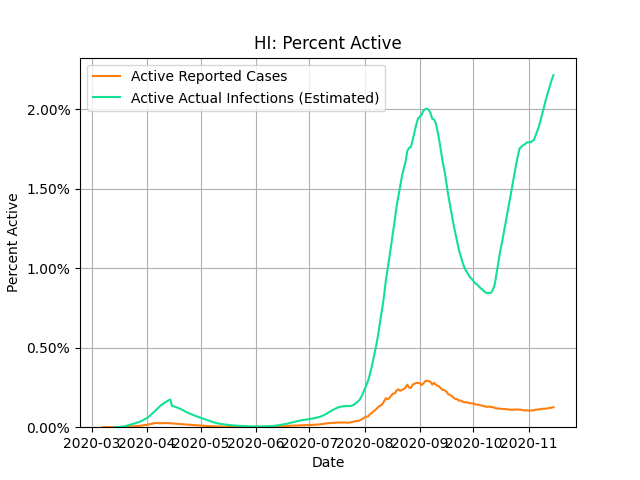 HI: Percent Active
Active Reported Cases
Active Actual Infections (Estimated)
Percent Active
2.00%
1.50%
1.00%
0.50%
0.00%
2020-03 2020-04 2020-05 2020-06 2020-07 2020-08 2020-09 2020-10 2020-11
Date